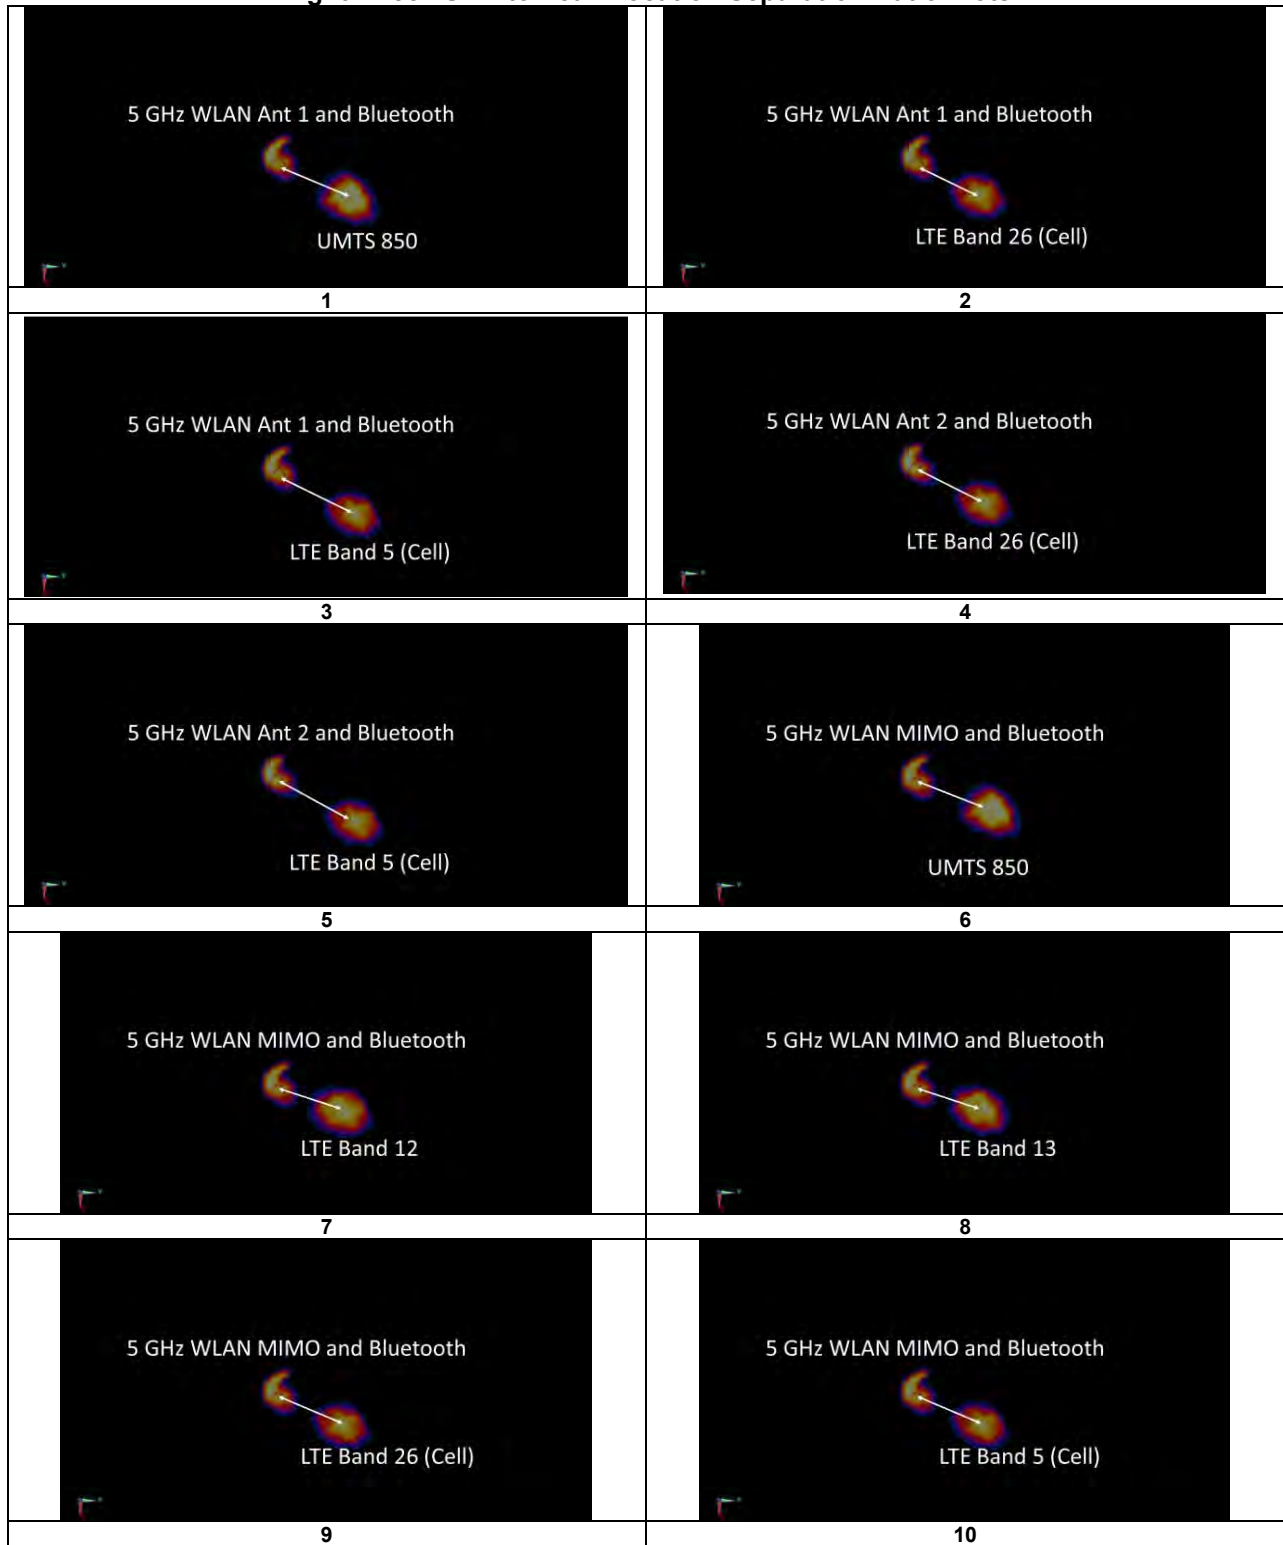 5 GHz WLAN Ant 1 and Bluetooth
UMTS 850
1
5 GHz WLAN Ant 1 and Bluetooth
LTE Band 26 (Cell)
2
5 GHz WLAN Ant 1 and Bluetooth
LTE Band 5 (Cell)
3
5 GHz WLAN Ant 2 and Bluetooth
LTE Band 26 (Cell)
4
5 GHz WLAN Ant 2 and Bluetooth
LTE Band 5 (Cell)
5
5 GHz WLAN MIMO and Bluetooth
UMTS 850
6
5 GHz WLAN MIMO and Bluetooth
LTE Band 12
7
5 GHz WLAN MIMO and Bluetooth
LTE Band 13
8
5 GHz WLAN MIMO and Bluetooth
LTE Band 26 (Cell)
9
5 GHz WLAN MIMO and Bluetooth
LTE Band 5 (Cell)
10